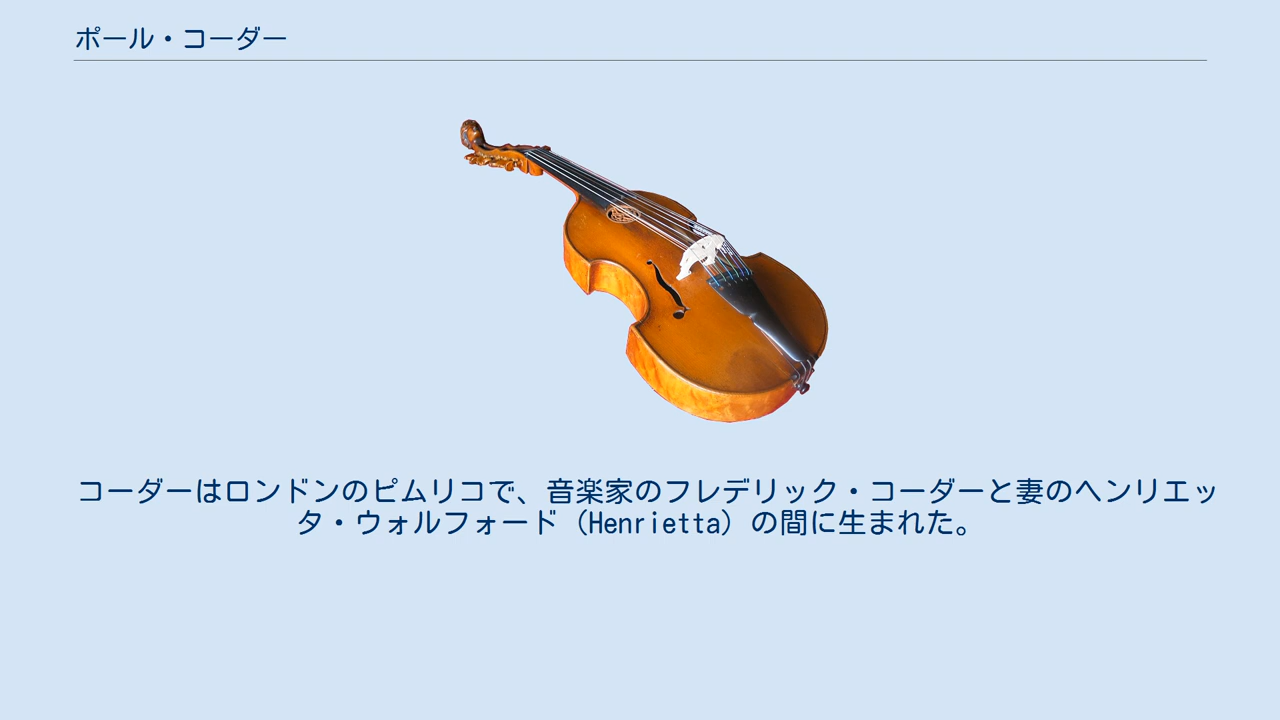 ポール・コーダー
コーダーはロンドンのピムリコで、音楽家のフレデリック・コーダーと妻のヘンリエッ
タ・ウォルフォード（Henrietta）の間に生まれた。